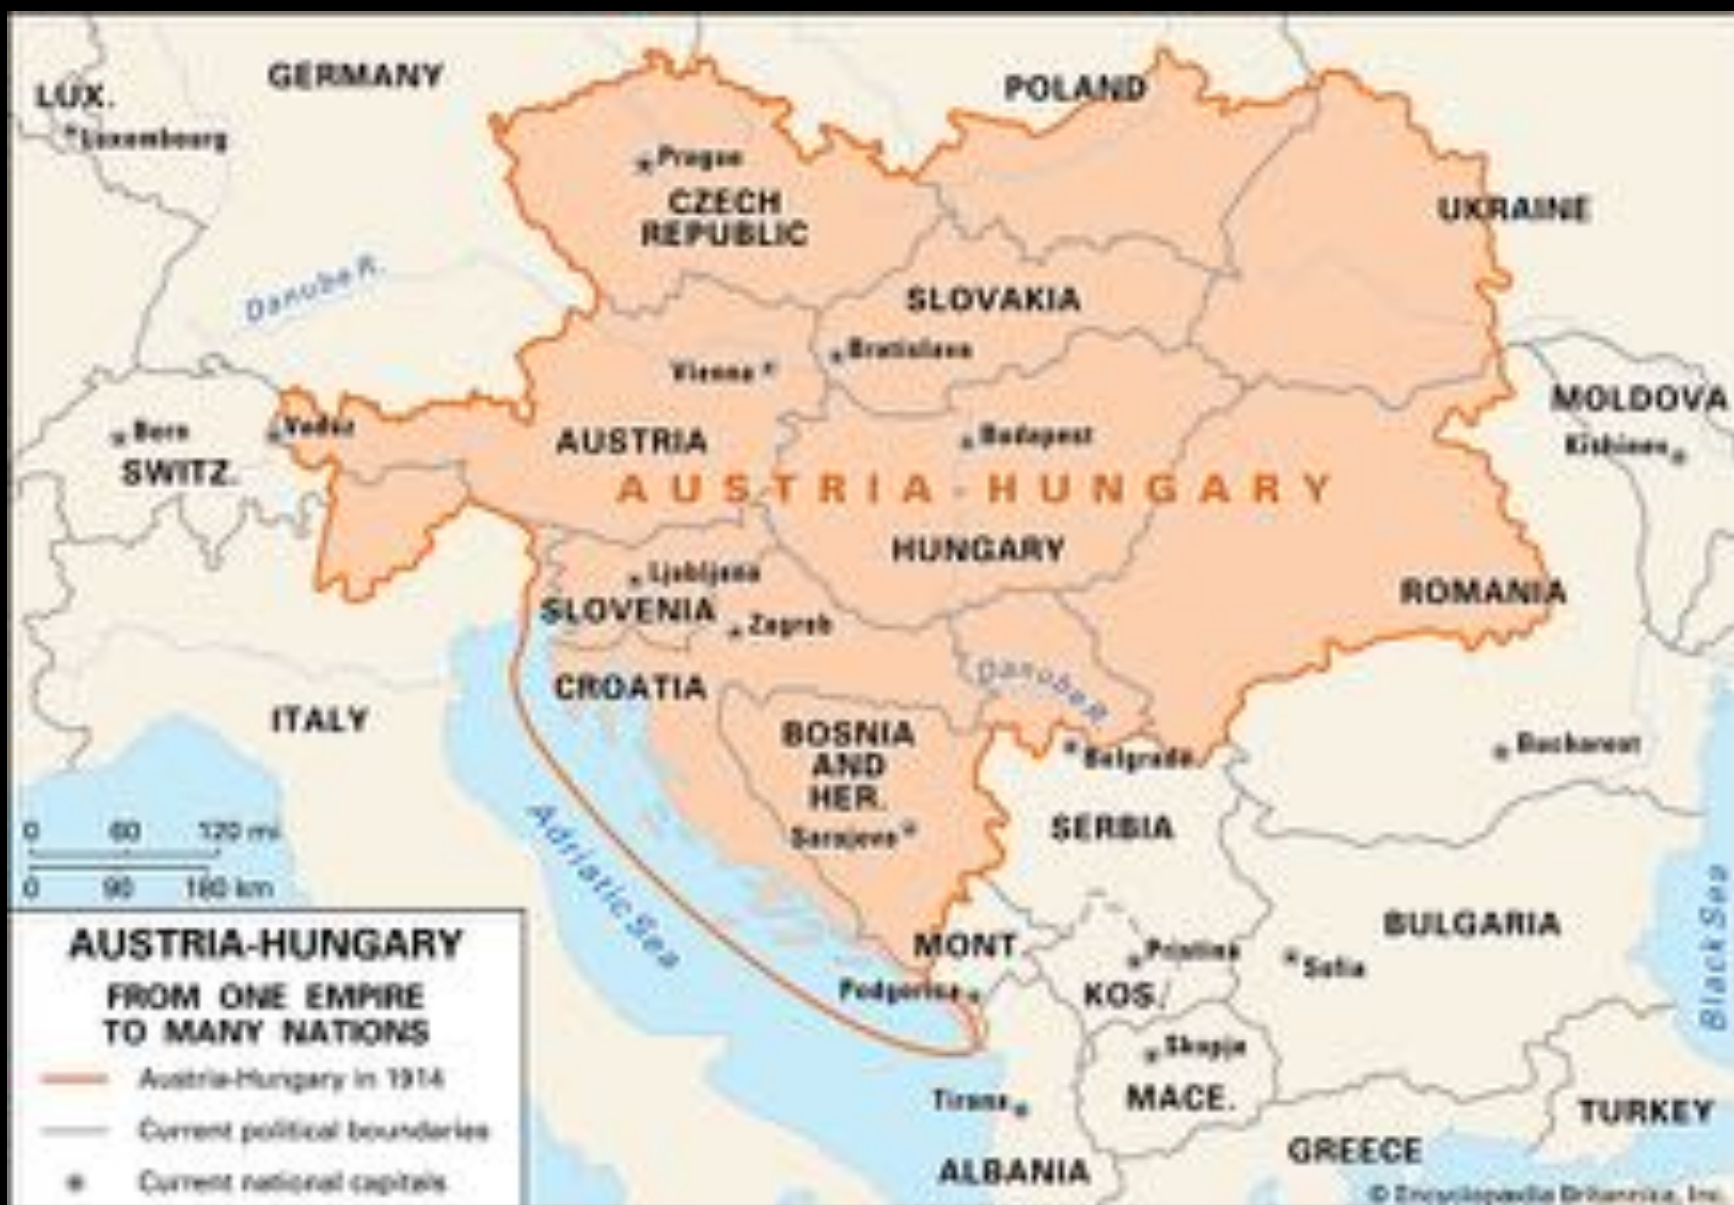 GERMANY
POLAND
LUX.
Luxembourg
Prague
CZECH
REPUBLIC
UKRAINE
Danube R.
SLOVAKIA
Bratislava
Vienna
MOLDOVA
Kishinev
Bern
SWITZ.
Vaduz
AUSTRIA
Budapest
AUSTRIA-HUNGARY
HUNGARY
Ljubljana
SLOVENIA
Zagreb
ROMANIA
CROATIA
Danube R.
ITALY
BOSNIA
AND
HER.
Sarajevo
Belgrade
Bucharest
SERBIA
0 60 120 mi
0 90 180 km
Adriatic Sea
Black Sea
BULGARIA
Sofia
MONT
Podgorica
Pristina
KOS.
Skopje
MACE.
Tirana
ALBANIA
GREECE
TURKEY
AUSTRIA-HUNGARY
FROM ONE EMPIRE
TO MANY NATIONS
Austria-Hungary in 1914
Current political boundaries
Current national capitals
© Encyclopædia Britannica, Inc.